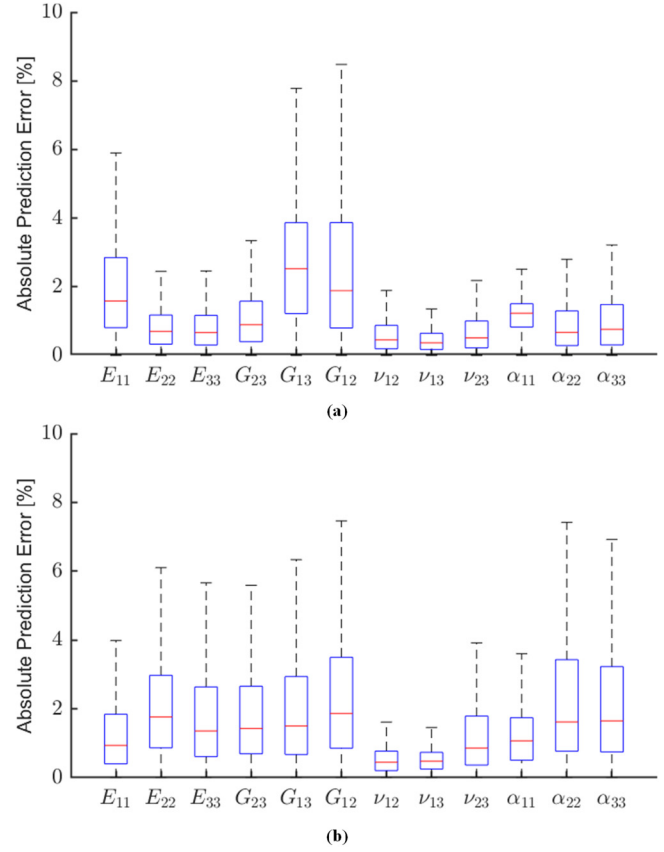 10
8
6
4
2
0
Absolute Prediction Error [%]
E₁₁ E₂₂ E₃₃ G₂₃ G₁₃ G₁₂ ν₁₂ ν₁₃ ν₂₃ α₁₁ α₂₂ α₃₃
(a)
10
8
6
4
2
0
Absolute Prediction Error [%]
E₁₁ E₂₂ E₃₃ G₂₃ G₁₃ G₁₂ ν₁₂ ν₁₃ ν₂₃ α₁₁ α₂₂ α₃₃
(b)